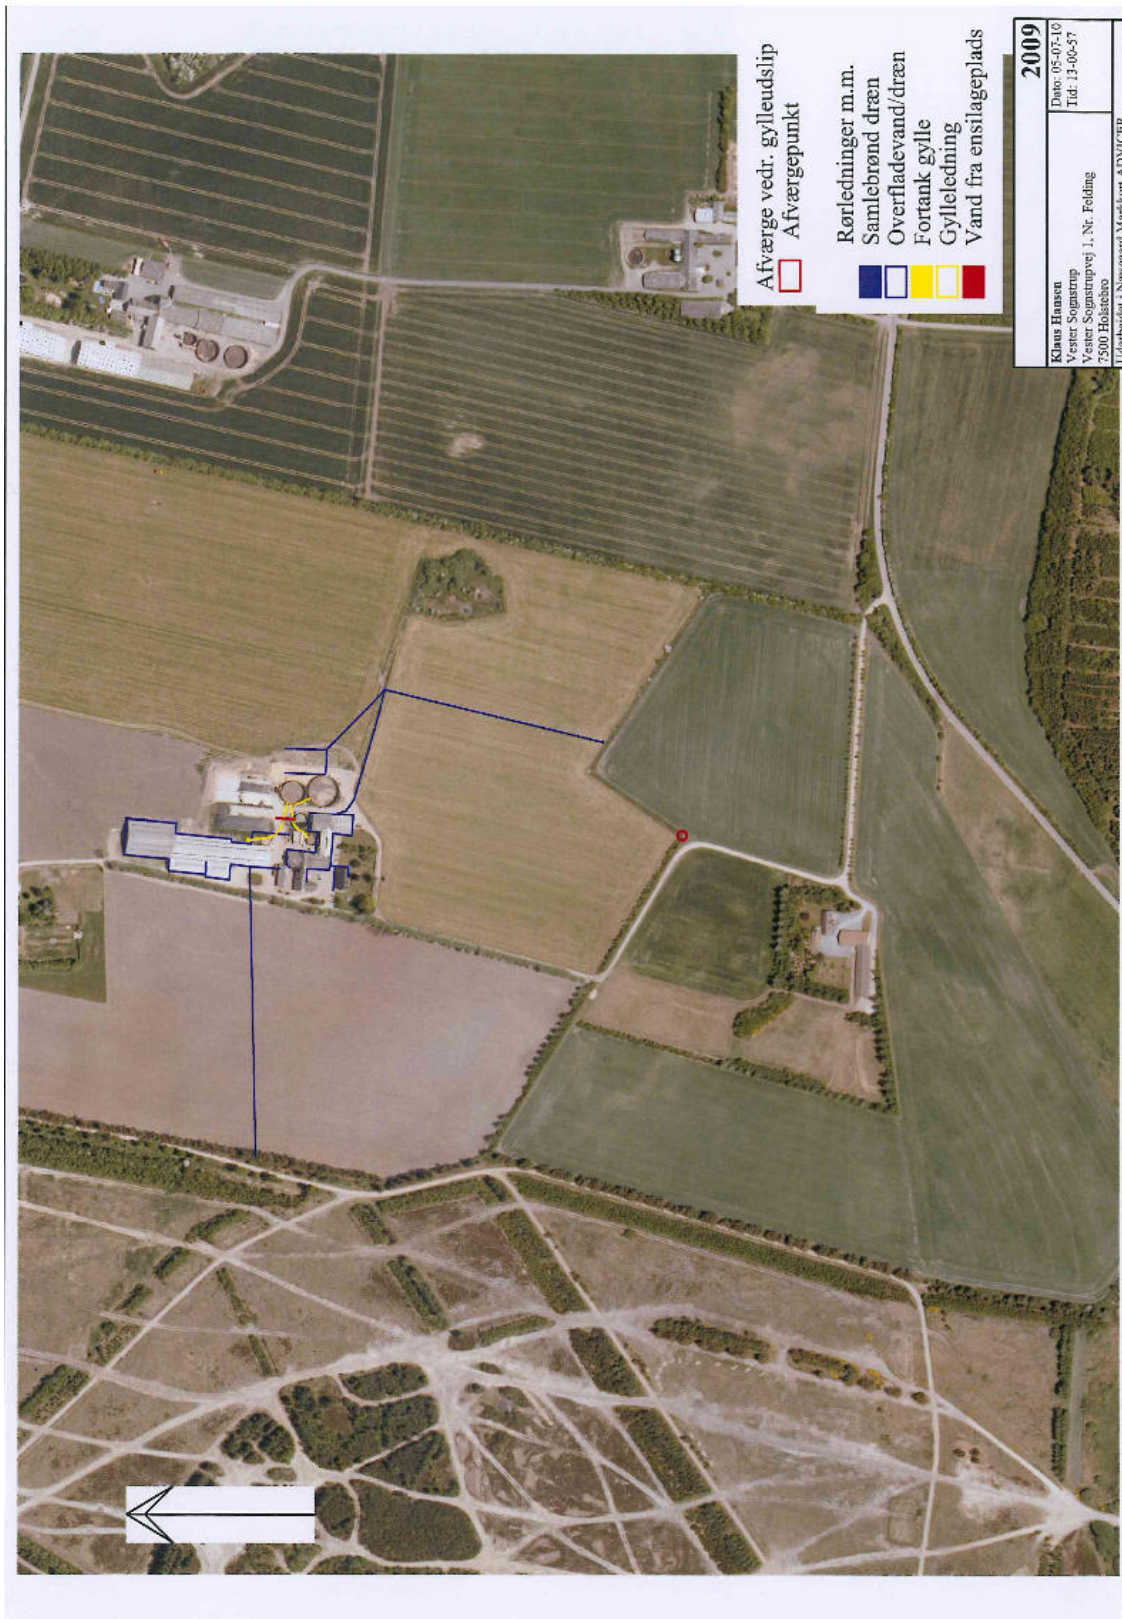 Afværge vedr. gylleudslip
Afværgepunkt
Rørledninger m.m.
Samlebrønd dræn
Overfladevand/dræn
Fortank gylle
Gylleledning
Vand fra ensilageplads
2009
Dato: 05-07-10
Tid: 13-00-57
Klaus Hansen
Vester Sognstrup
Vester Sognstrupvej 1, Nr. Felding
7500 Holstebro